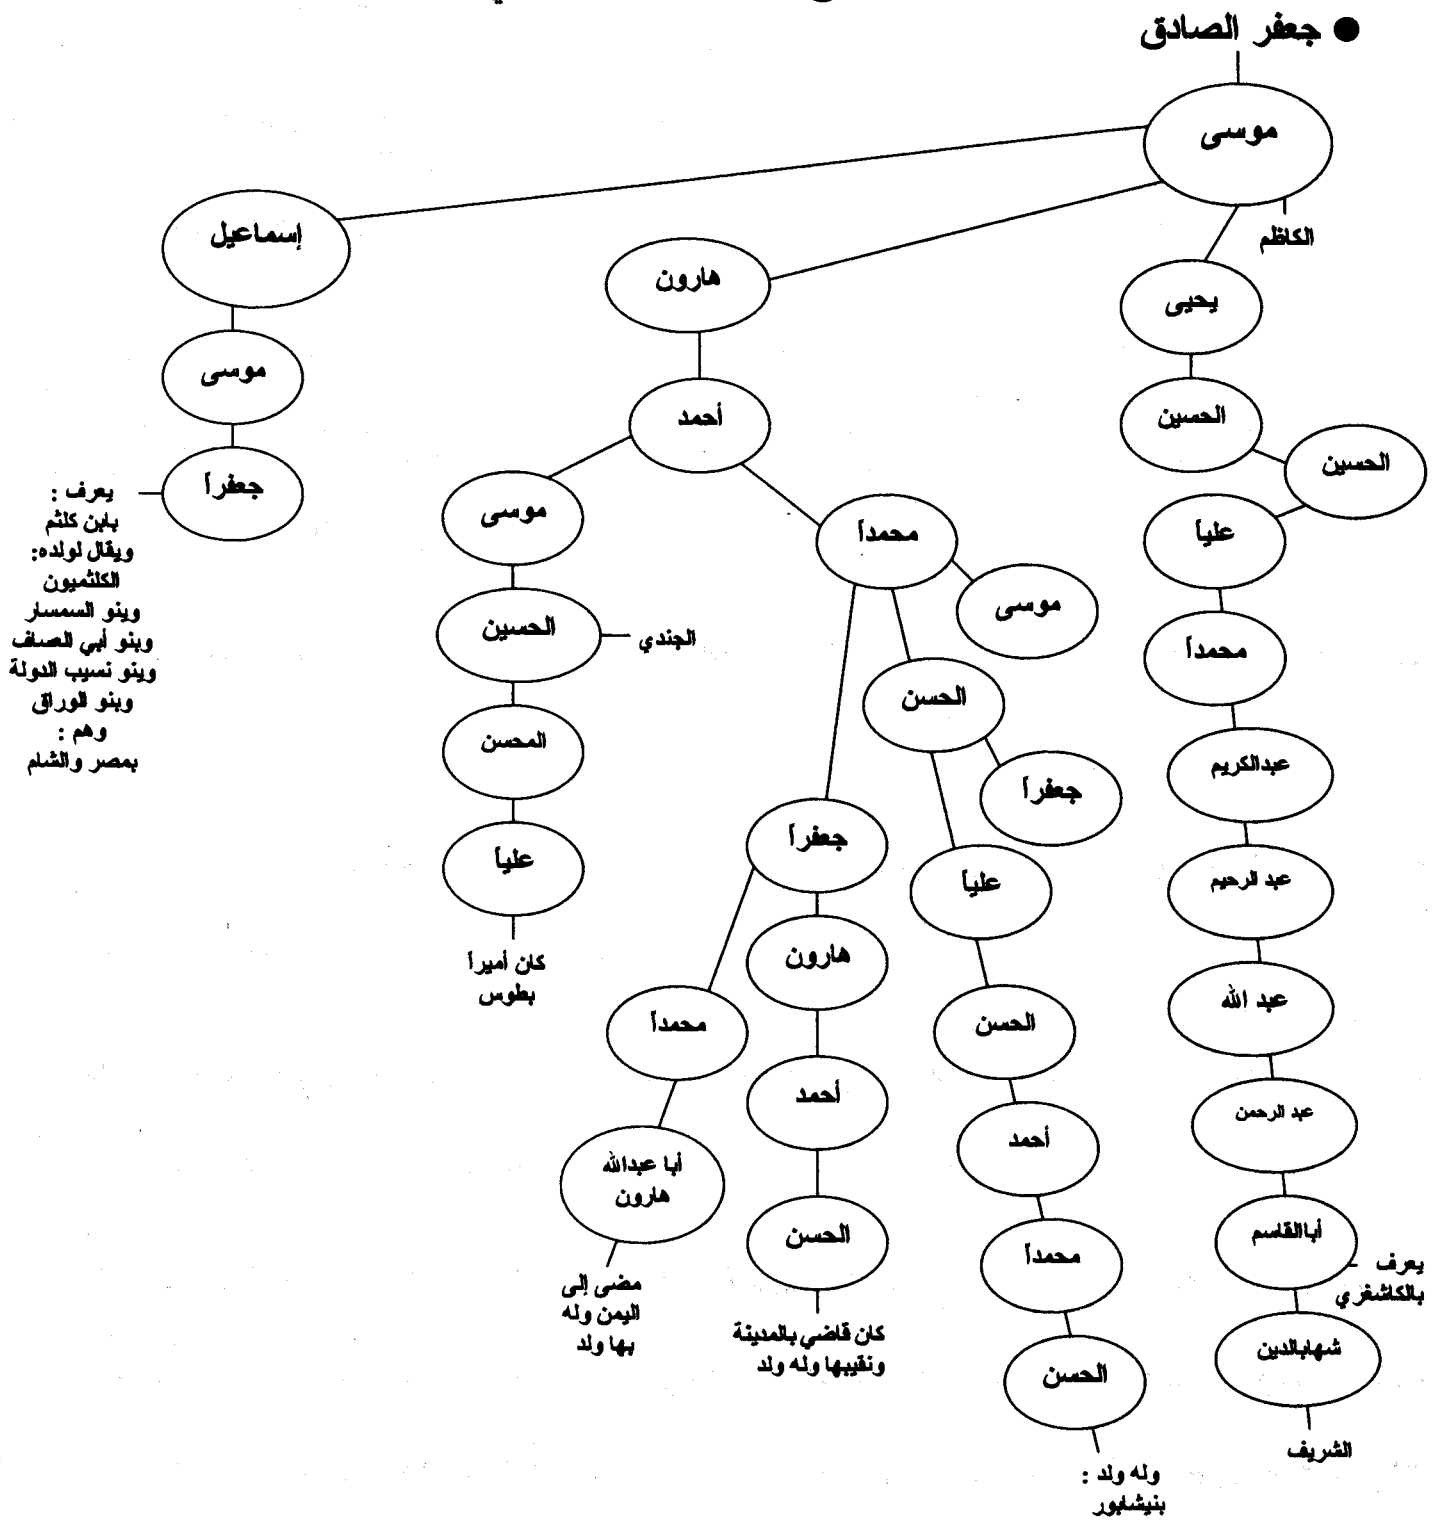 ● جعفر الصادق
موسى
الكاظم
يحيى
الحسين
الحسين
علياً
محمداً
عبدالكريم
عبد الرحيم
عبد الله
عبد الرحمن
أباالقاسم
يعرف
بالكاشغري
شهابالدين
الشريف
هارون
أحمد
محمداً
موسى
الحسن
جعفراً
علياً
الحسن
أحمد
محمداً
الحسن
وله ولد :
بنيشابور
جعفراً
هارون
أحمد
الحسن
كان قاضي بالمدينة
ونقيبها وله ولد
محمداً
أبا عبدالله
هارون
مضى إلى
اليمن وله
بها ولد
موسى
الحسين
الجندي
المحسن
علياً
كان أميراً
بطوس
إسماعيل
موسى
جعفراً
يعرف :
بابن كلثم
ويقال لولده:
الكلثميون
وبنو السمسار
وبنو أبي العساف
وبنو نسيب الدولة
وبنو الوراق
وهم :
بمصر والشام